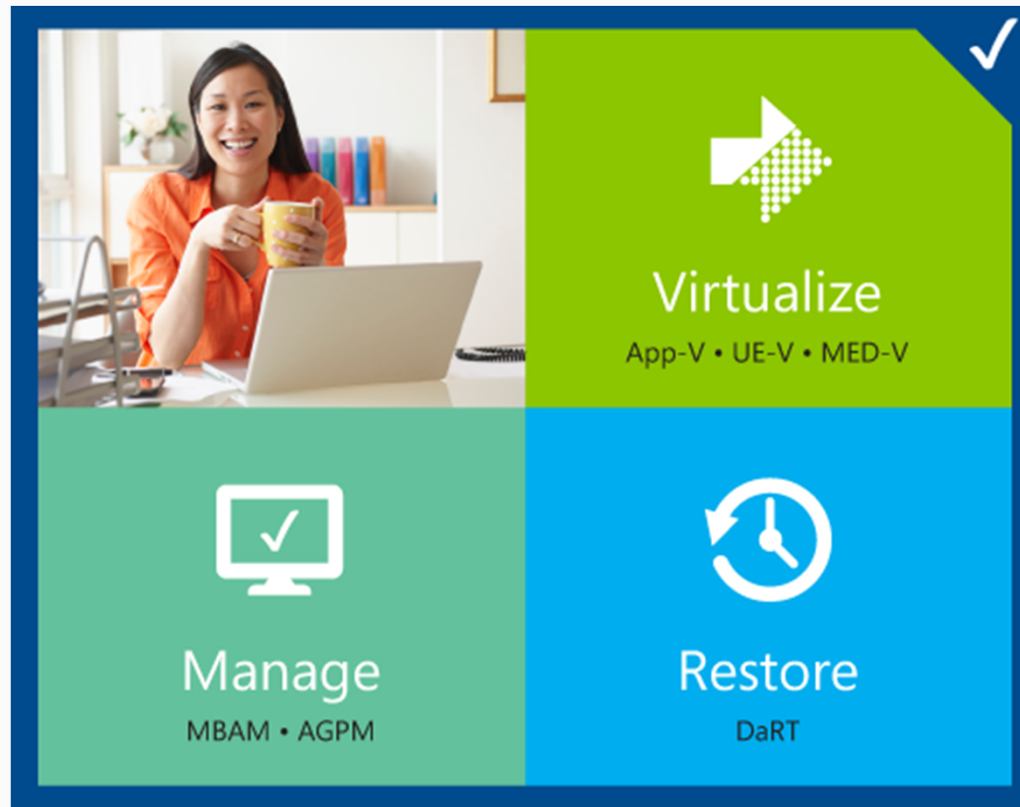 Virtualize
App-V • UE-V • MED-V
Manage
MBAM • AGPM
Restore
DaRT